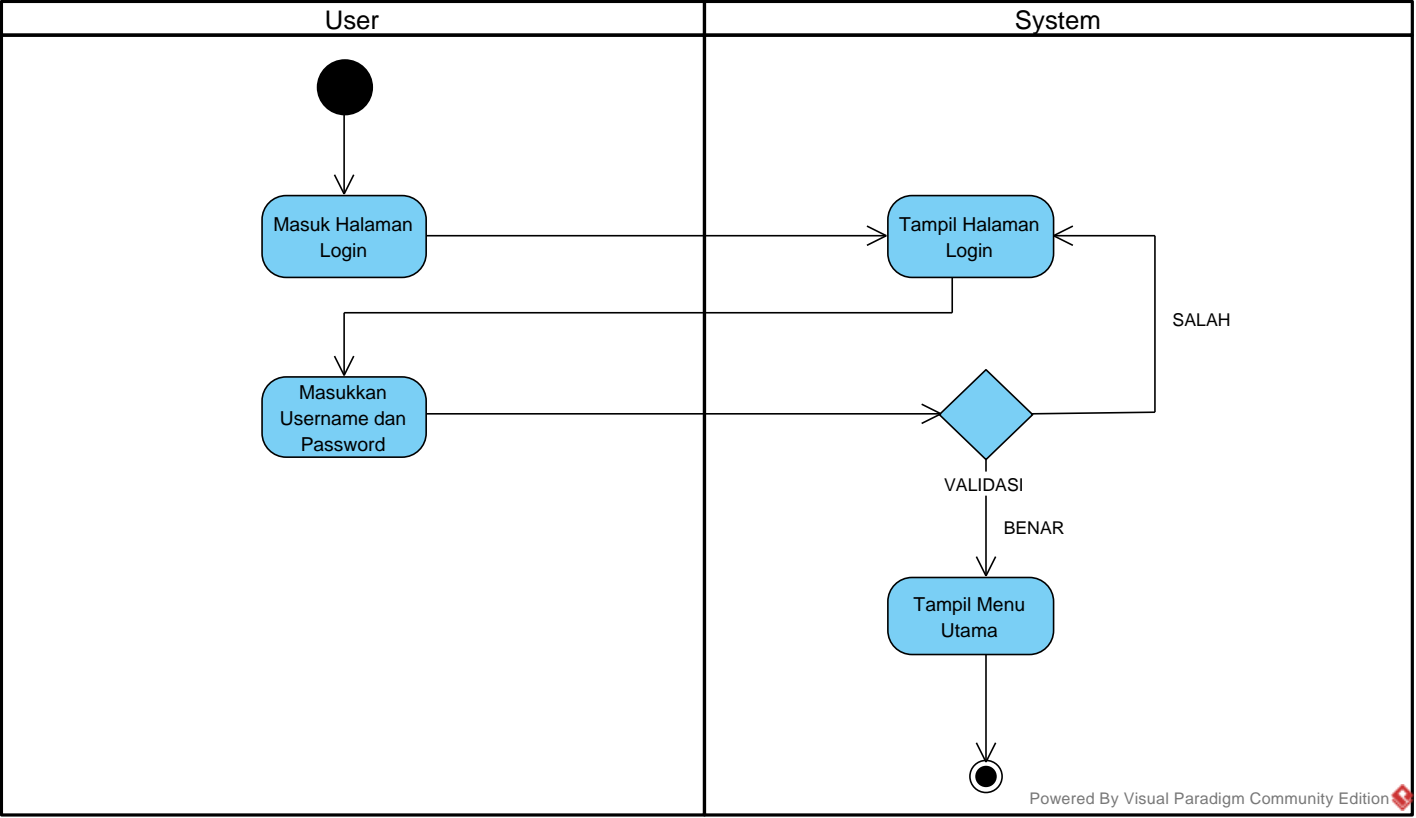 User
System
Masuk Halaman
Login
Tampil Halaman
Login
SALAH
Masukkan
Username dan
Password
VALIDASI
BENAR
Tampil Menu
Utama
Powered By Visual Paradigm Community Edition